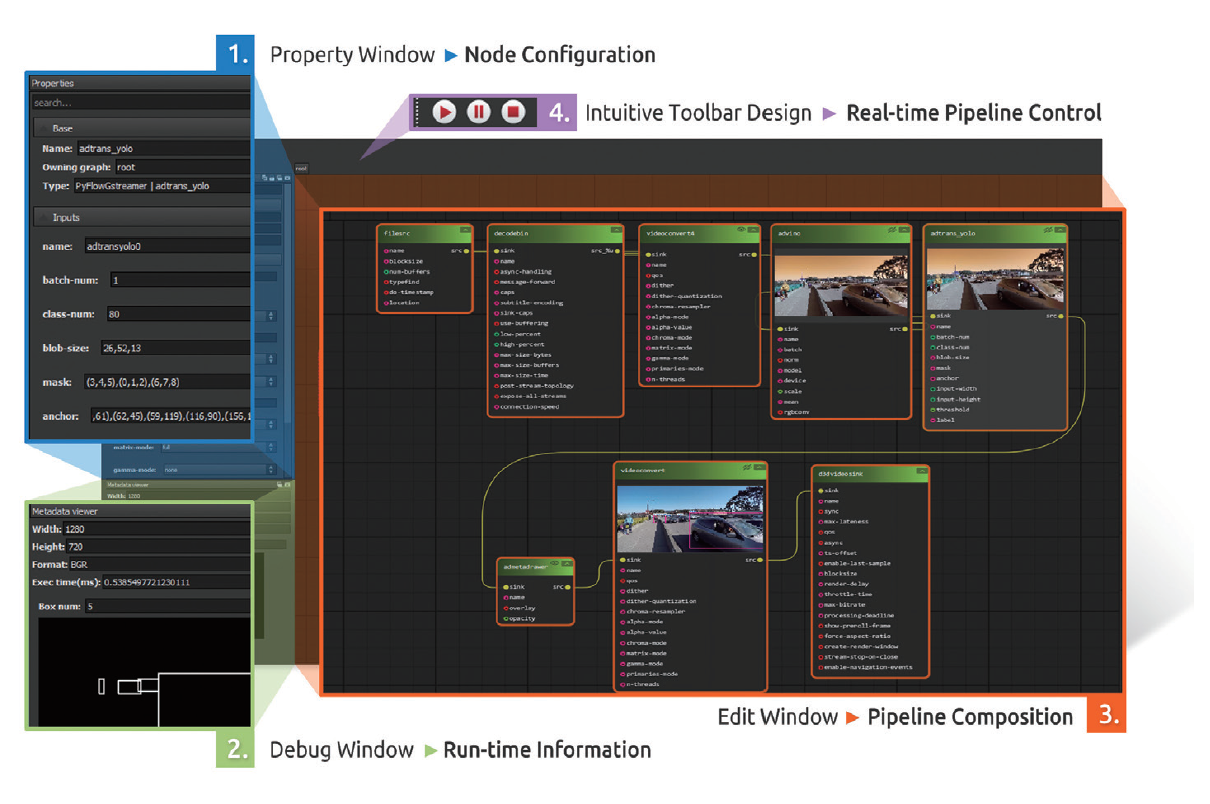 1. Property Window ▶ Node Configuration
4. Intuitive Toolbar Design ▶ Real-time Pipeline Control
Properties
search...
Base
Name: adtrans_yolo
Owning graph: root
Type: PyFlowGstreamer | adtrans_yolo
Inputs
name: adtransyolo0
batch-num: 1
class-num: 80
blob-size: 26,52,13
mask: (3,4,5),(0,1,2),(6,7,8)
anchor: ,61),(62,45),(59,119),(116,90),(156,1
matrix-mode: full
gamma-mode: none
Metadata viewer
Width: 1280
root
filesrc
name src
blocksize
num-buffers
typefind
do-timestamp
location
decodebin
sink src_%u
name
async-handling
message-forward
caps
subtitle-encoding
sink-caps
use-buffering
low-percent
high-percent
max-size-bytes
max-size-buffers
max-size-time
post-stream-topology
expose-all-streams
connection-speed
videoconvert6
sink src
name
qos
dither
dither-quantization
chroma-resampler
alpha-mode
alpha-value
chroma-mode
matrix-mode
gamma-mode
primaries-mode
n-threads
advino
sink src
name
batch
norm
model
device
scale
mean
rgbconv
adtrans_yolo
sink src
name
batch-num
class-num
blob-size
mask
anchor
input-width
input-height
threshold
label
admetadrawer
sink src
name
overlay
opacity
videoconvert
sink src
name
qos
dither
dither-quantization
chroma-resampler
alpha-mode
alpha-value
chroma-mode
matrix-mode
gamma-mode
primaries-mode
n-threads
d3dvideosink
sink
name
sync
max-lateness
qos
async
ts-offset
enable-last-sample
blocksize
render-delay
throttle-time
max-bitrate
processing-deadline
show-preroll-frame
force-aspect-ratio
create-render-window
stream-stop-on-close
enable-navigation-events
Metadata viewer
Width: 1280
Height: 720
Format: BGR
Exec time(ms): 0.5385497721230111
Box num: 5
Edit Window ▶ Pipeline Composition 3.
2. Debug Window ▶ Run-time Information